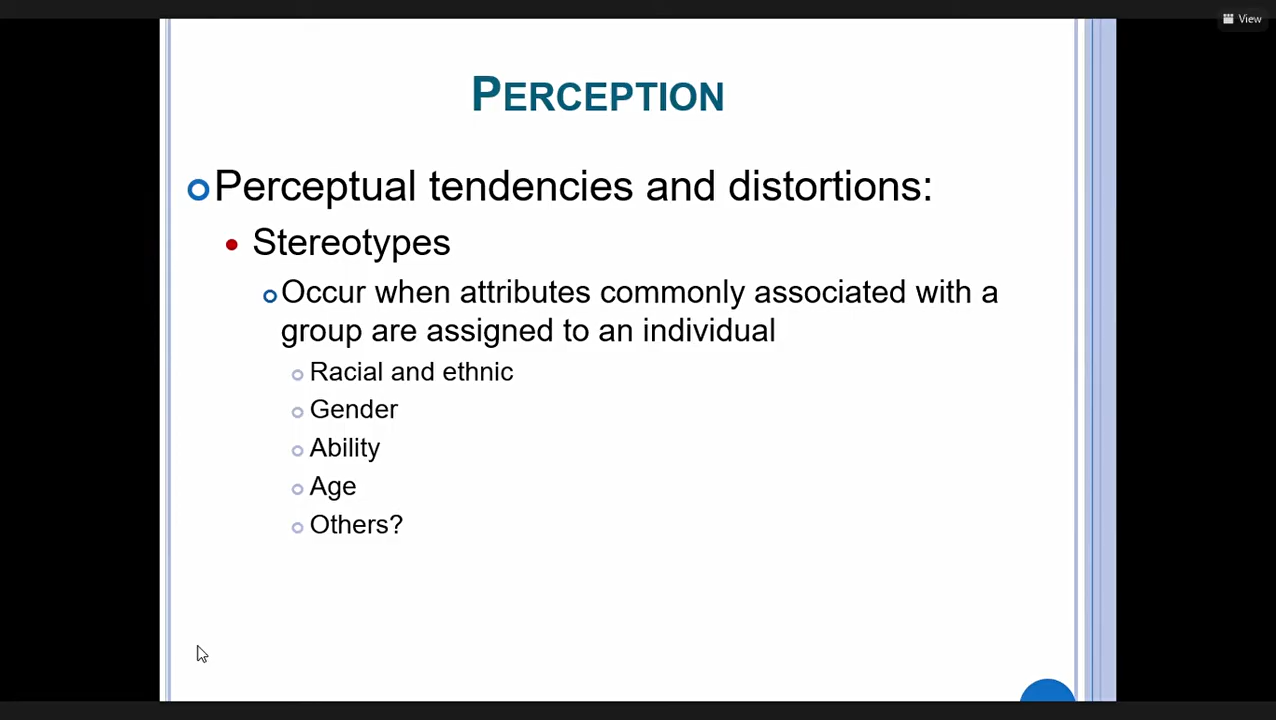 View
PERCEPTION
Perceptual tendencies and distortions:
Stereotypes
Occur when attributes commonly associated with a
group are assigned to an individual
Racial and ethnic
Gender
Ability
Age
Others?